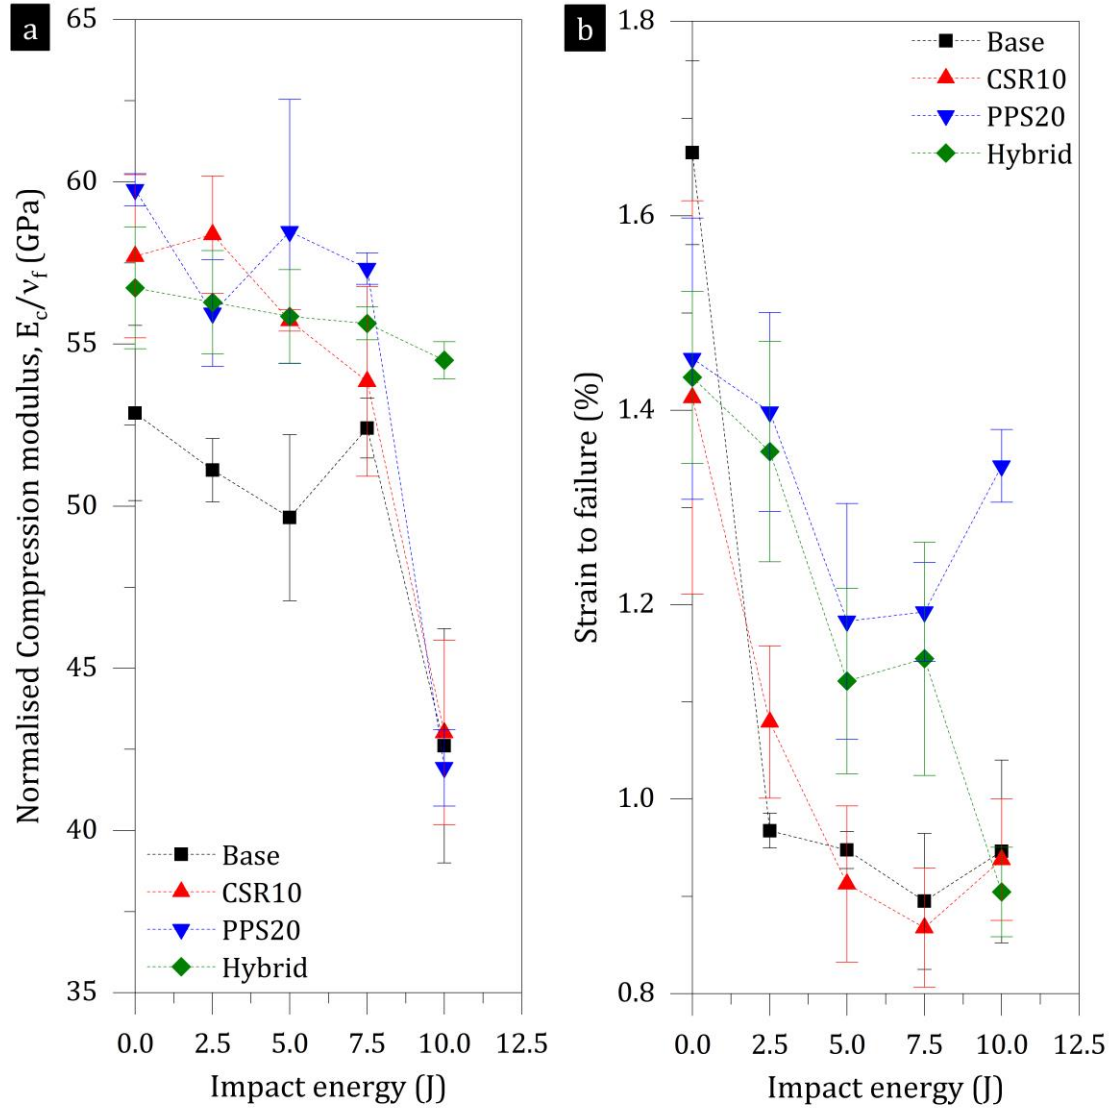 a
65
60
55
50
45
40
35
Normalised Compression modulus, E_c/ν_f (GPa)
Base
CSR10
PPS20
Hybrid
0.0 2.5 5.0 7.5 10.0 12.5
Impact energy (J)
b
1.8
1.6
1.4
1.2
1.0
0.8
Strain to failure (%)
Base
CSR10
PPS20
Hybrid
0.0 2.5 5.0 7.5 10.0 12.5
Impact energy (J)